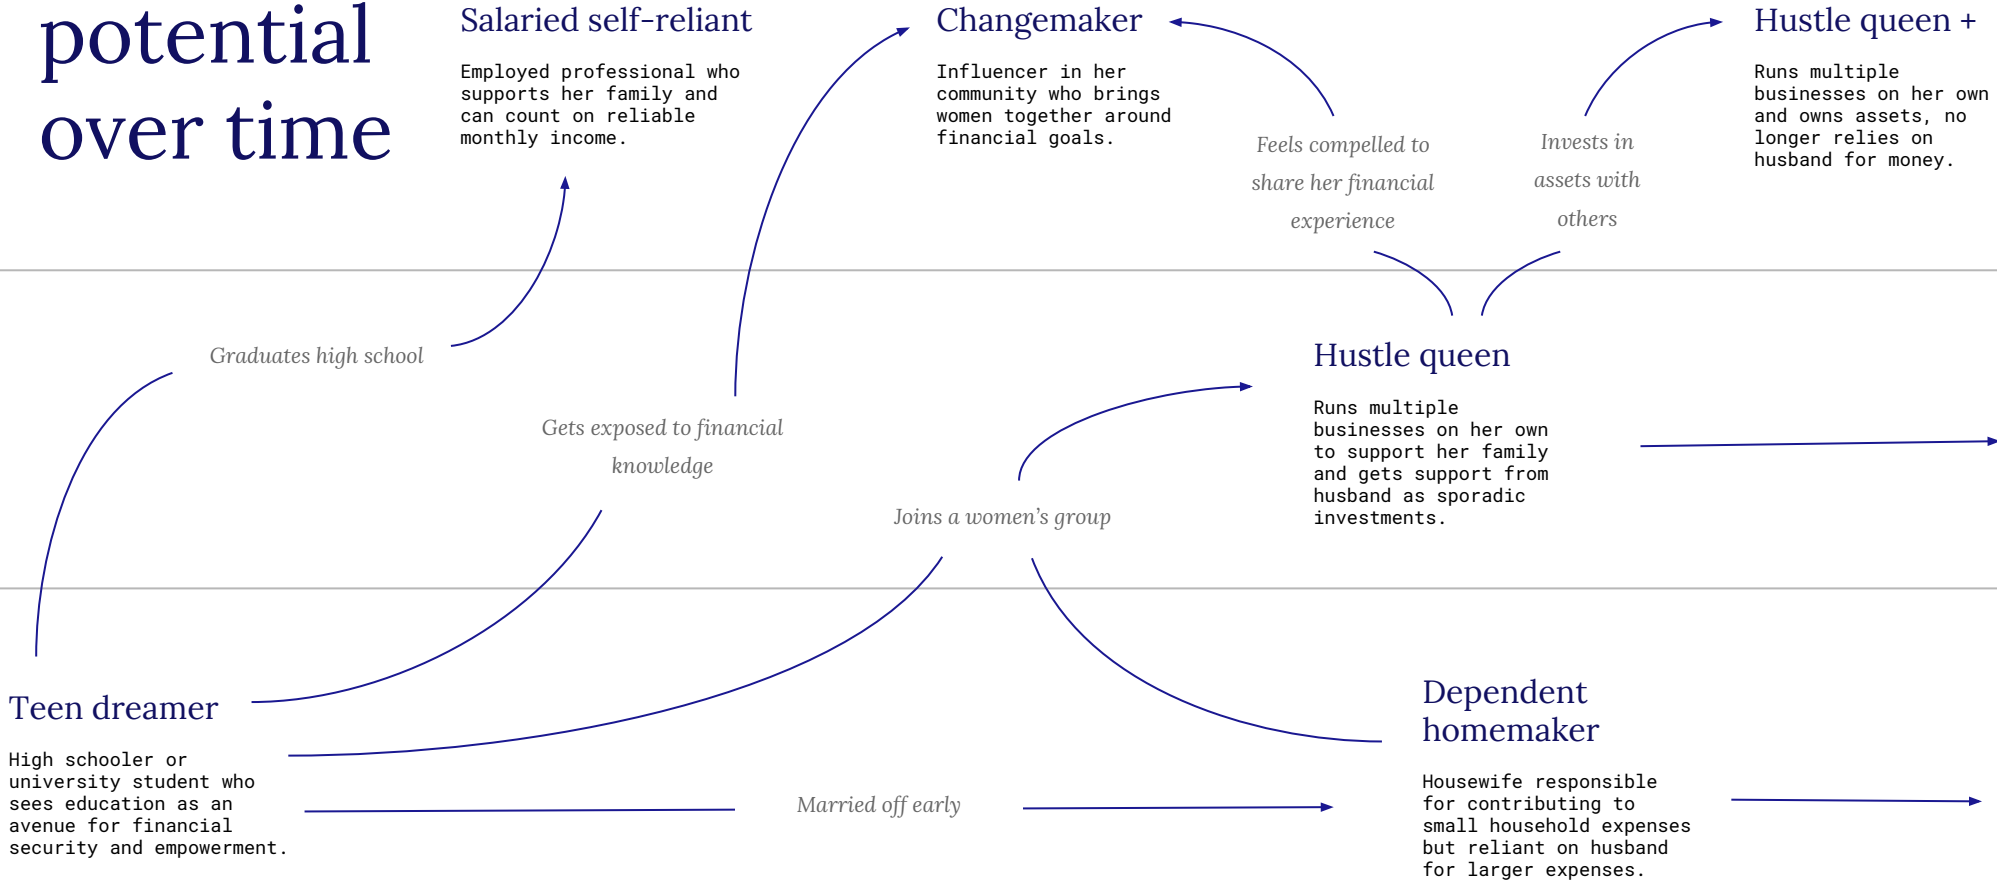 potential
over time
Salaried self-reliant
Employed professional who
supports her family and
can count on reliable
monthly income.
Changemaker
Influencer in her
community who brings
women together around
financial goals.
Feels compelled to
share her financial
experience
Invests in
assets with
others
Hustle queen +
Runs multiple
businesses on her own
and owns assets, no
longer relies on
husband for money.
Graduates high school
Gets exposed to financial
knowledge
Joins a women’s group
Hustle queen
Runs multiple
businesses on her own
to support her family
and gets support from
husband as sporadic
investments.
Teen dreamer
High schooler or
university student who
sees education as an
avenue for financial
security and empowerment.
Married off early
Dependent
homemaker
Housewife responsible
for contributing to
small household expenses
but reliant on husband
for larger expenses.